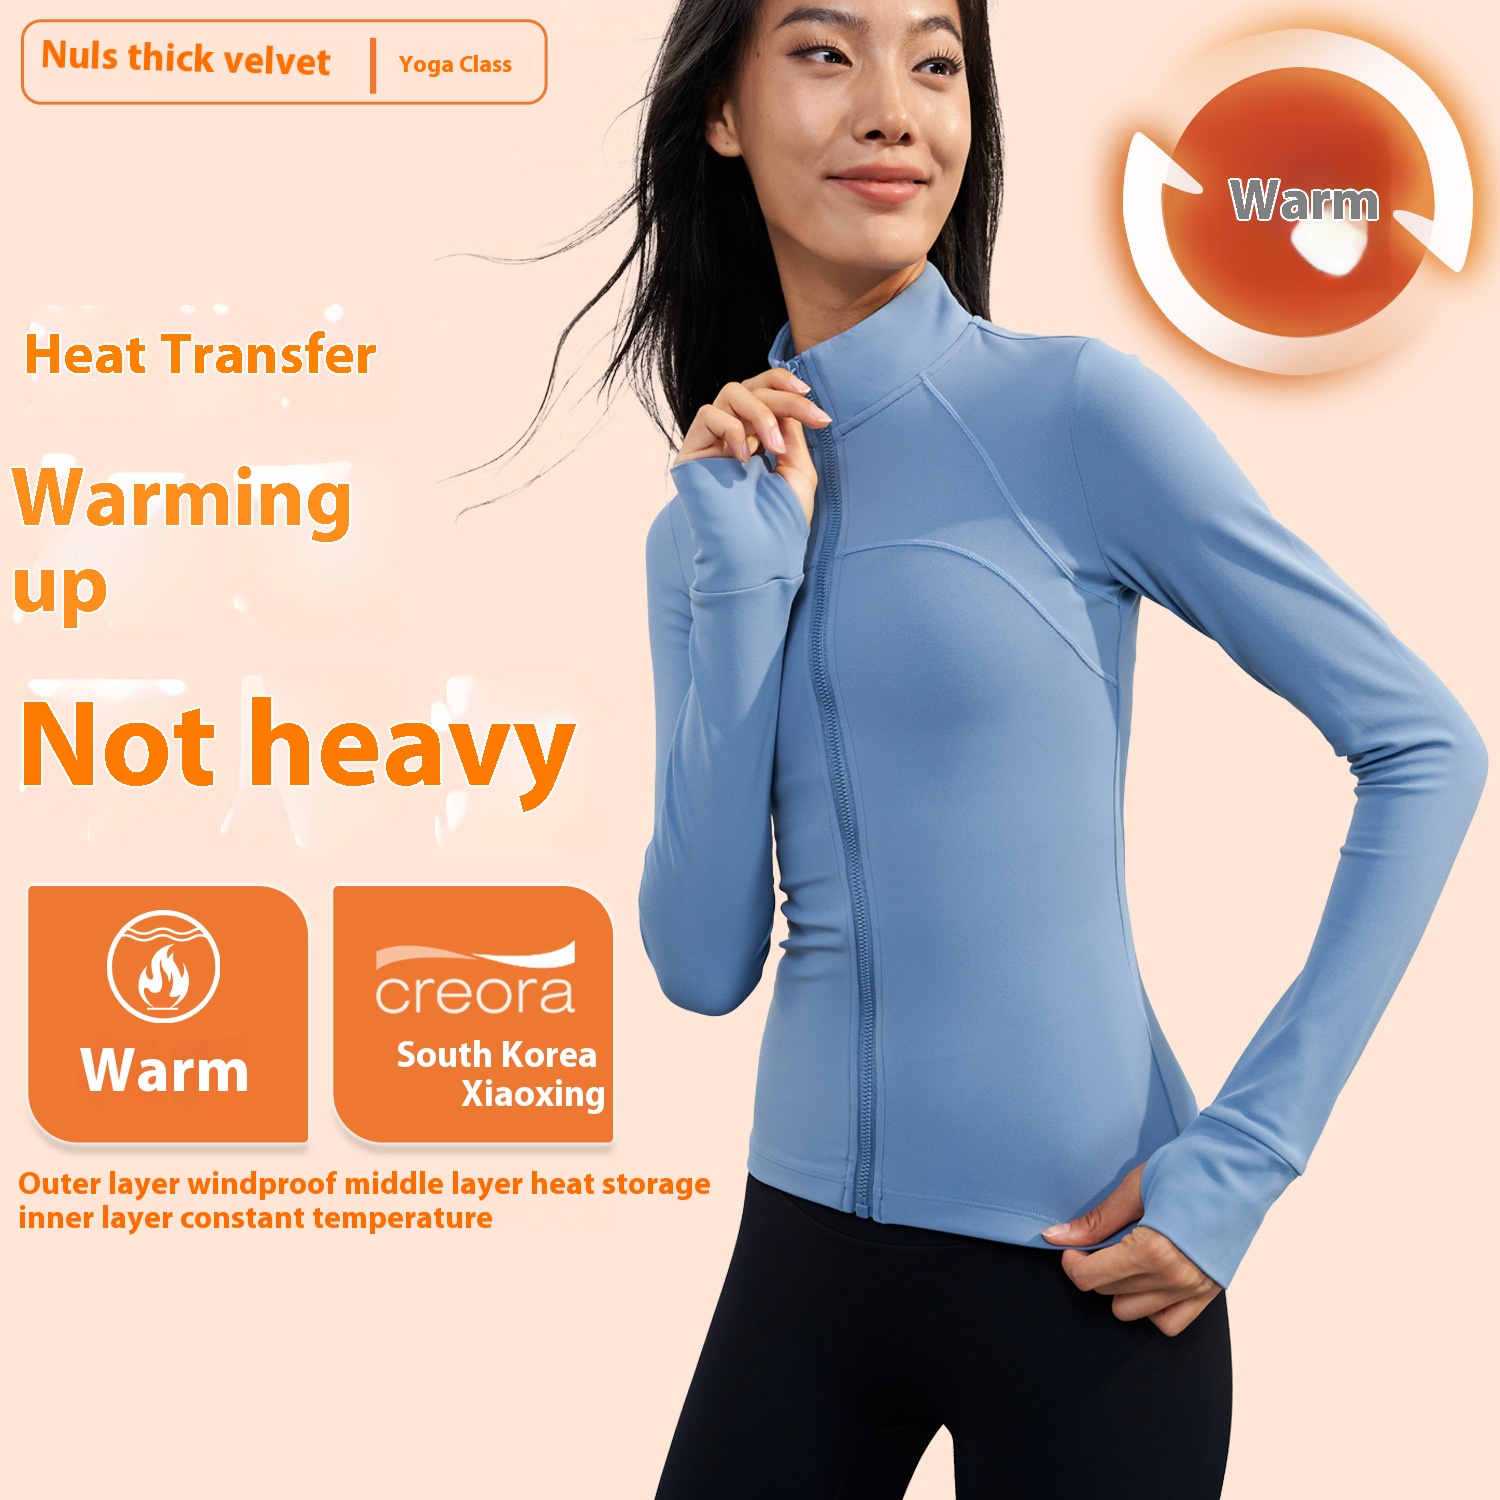 Nuls thick velvet
Yoga Class
Warm
Heat Transfer
Warming
up
Not heavy
Warm
creora
South Korea
Xiaoxing
Outer layer windproof middle layer heat storage
inner layer constant temperature